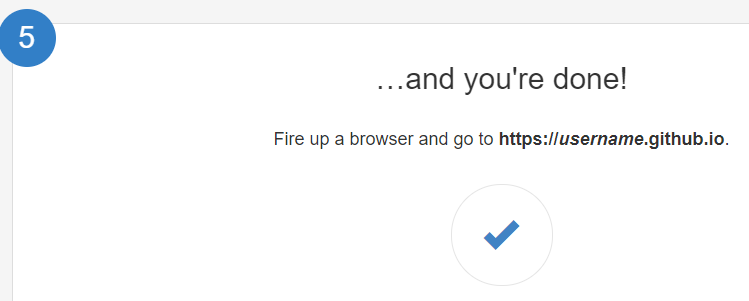 5
…and you're done!
Fire up a browser and go to https://username.github.io.